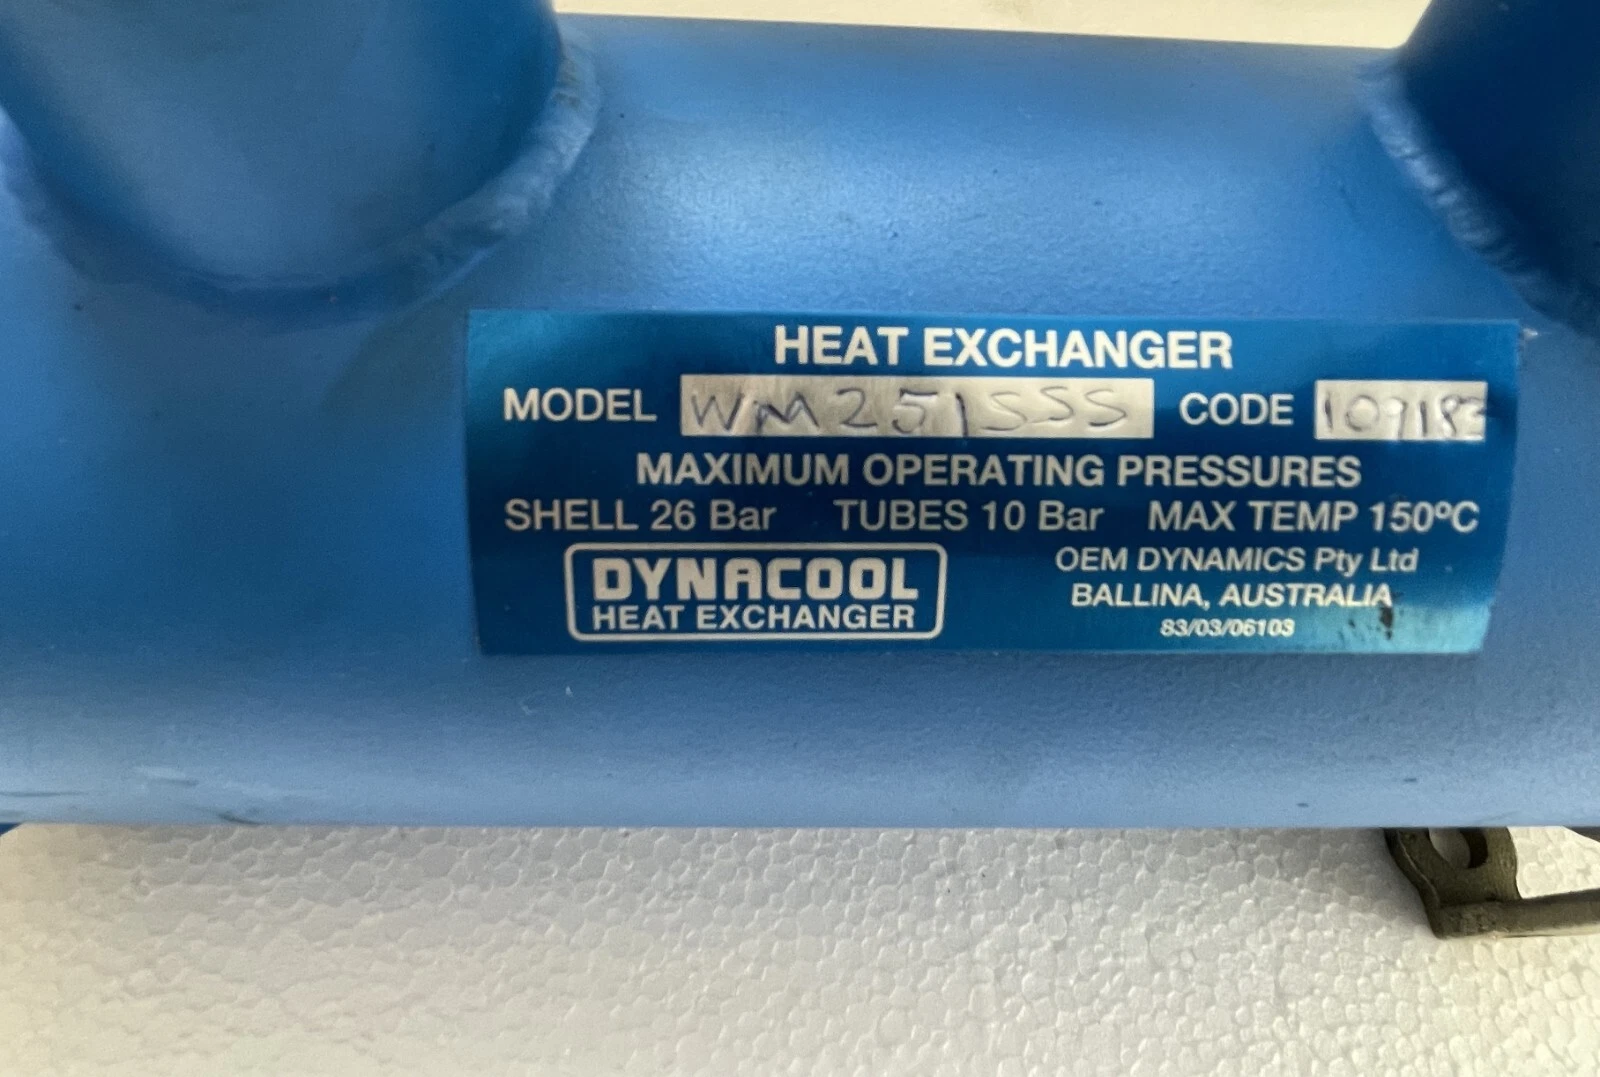 HEAT EXCHANGER
MODEL WM251SSS CODE 109183
MAXIMUM OPERATING PRESSURES
SHELL 26 Bar TUBES 10 Bar MAX TEMP 150ºC
DYNACOOL
HEAT EXCHANGER
OEM DYNAMICS Pty Ltd
BALLINA, AUSTRALIA
83/03/06103